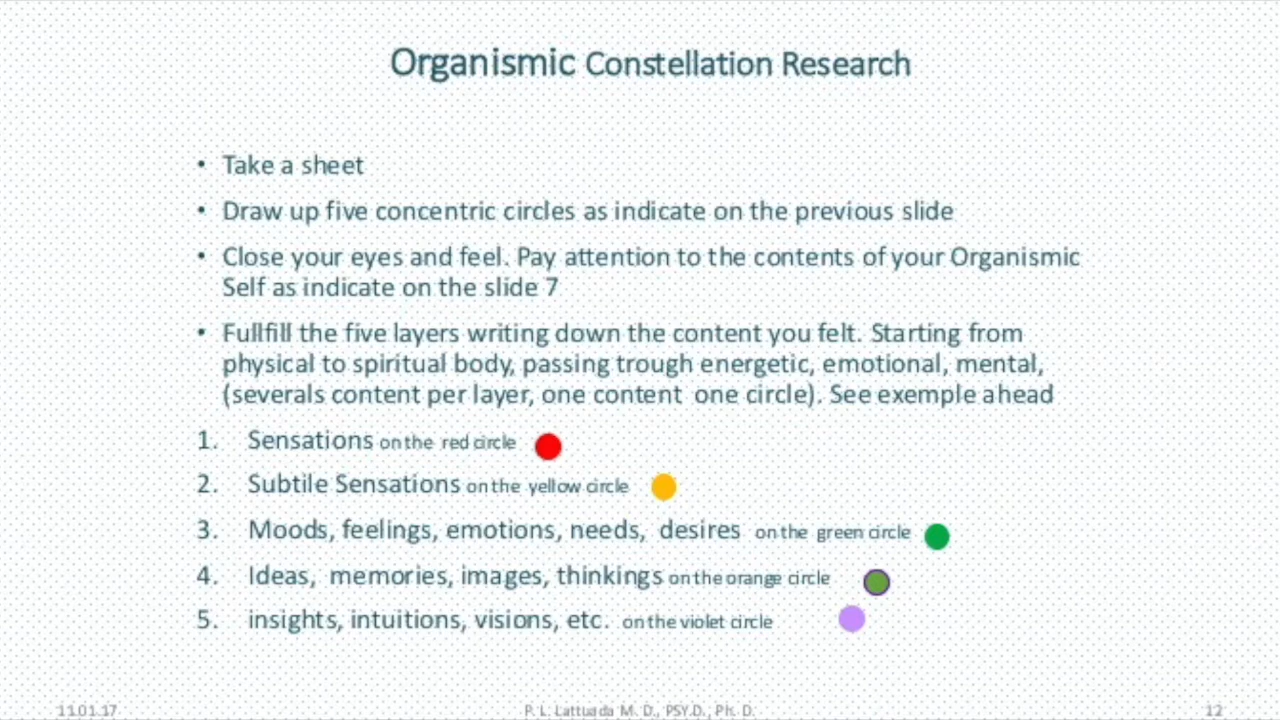 Organismic Constellation Research
• Take a sheet
• Draw up five concentric circles as indicate on the previous slide
• Close your eyes and feel. Pay attention to the contents of your Organismic
Self as indicate on the slide 7
• Fullfill the five layers writing down the content you felt. Starting from
physical to spiritual body, passing trough energetic, emotional, mental,
(severals content per layer, one content one circle). See exemple ahead
1. Sensations on the red circle
2. Subtile Sensations on the yellow circle
3. Moods, feelings, emotions, needs, desires on the green circle
4. Ideas, memories, images, thinkings on the orange circle
5. insights, intuitions, visions, etc. on the violet circle
11.01.17
P. L. Lattuada M. D., PSY.D., Ph. D.
12